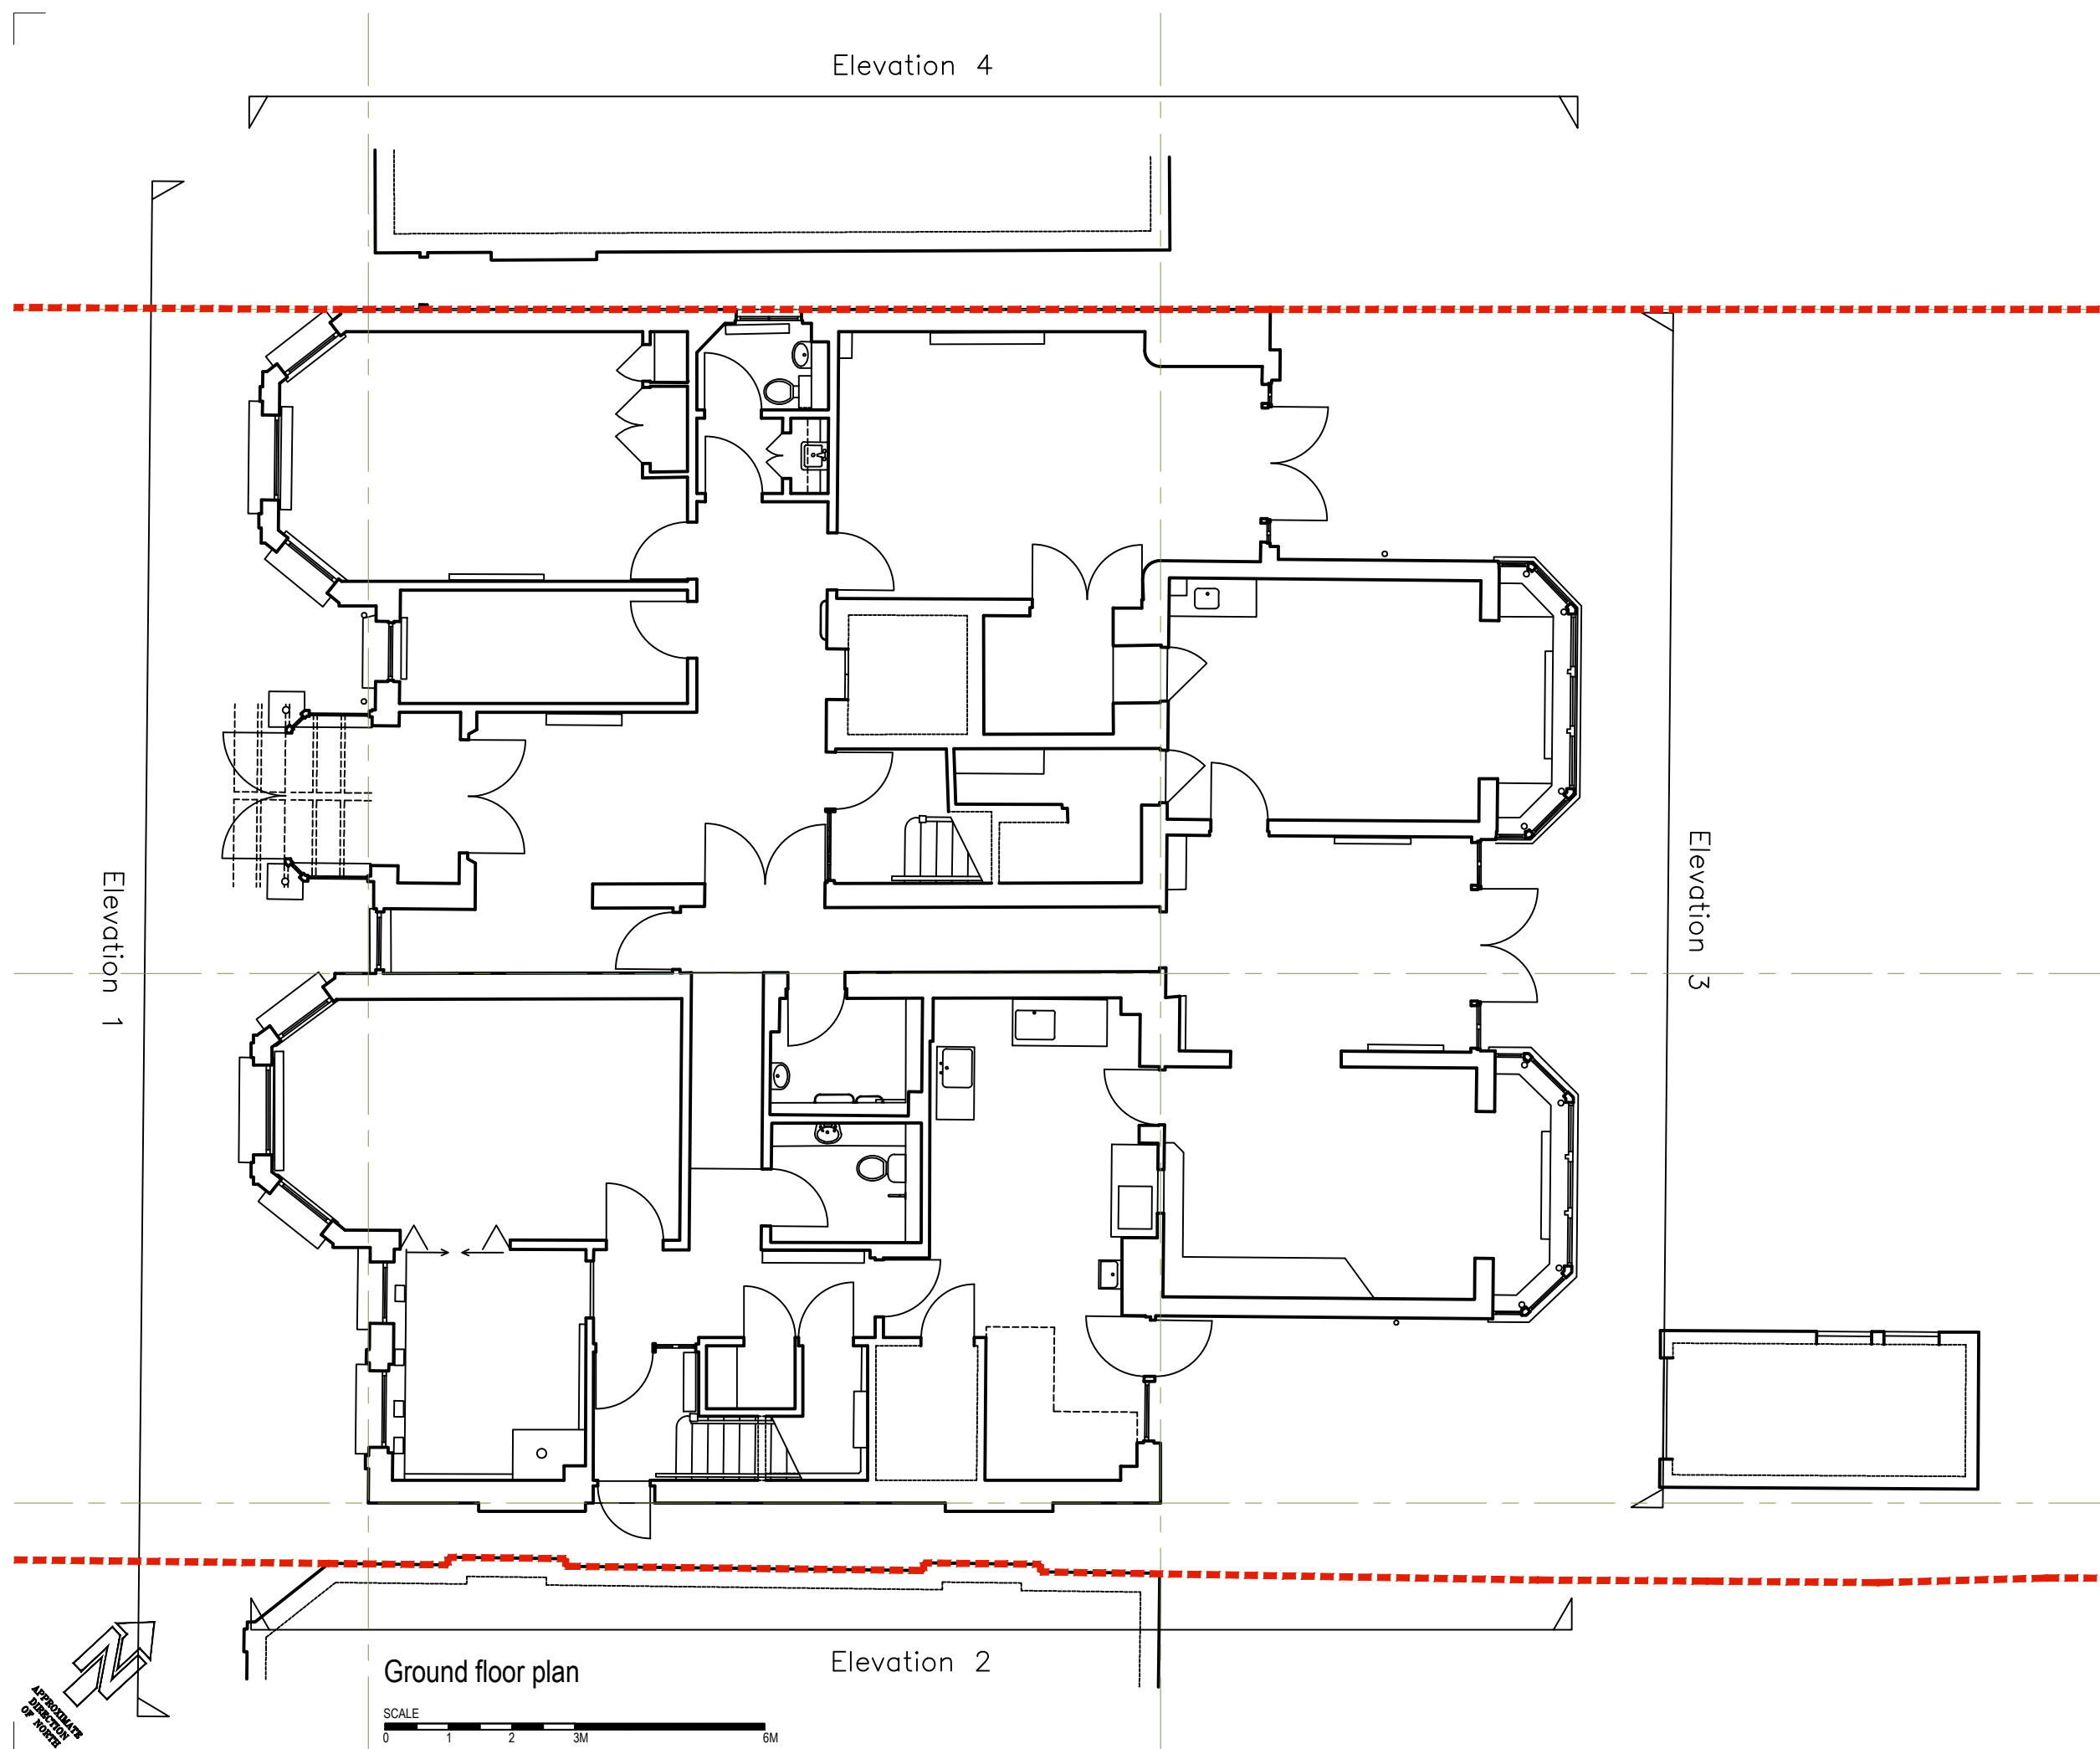 Elevation 4
Elevation 1
Elevation 3
Elevation 2
Ground floor plan
SCALE
0 1 2 3M 6M
N
APPROXIMATE
DIRECTION
OF NORTH